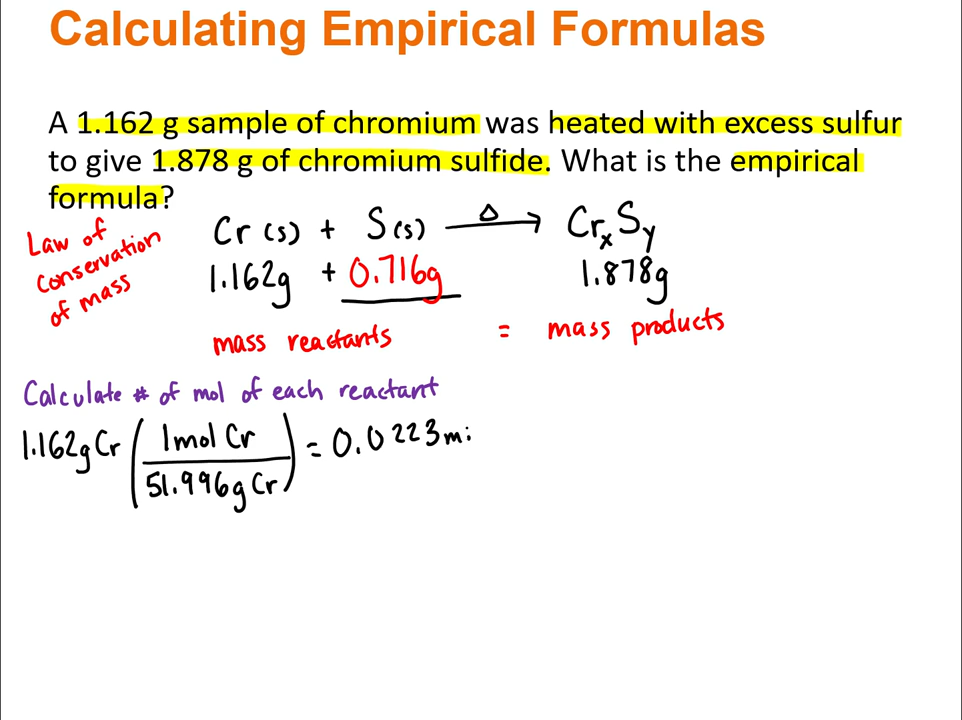 Calculating Empirical Formulas
A 1.162 g sample of chromium was heated with excess sulfur
to give 1.878 g of chromium sulfide. What is the empirical
formula?
Law of
conservation
of mass
Cr (s) + S (s) Δ → CrxSy
1.162g + 0.716g 1.878g
mass reactants = mass products
Calculate # of mol of each reactant
1.162g Cr (1mol Cr / 51.996g Cr) = 0.0223 m